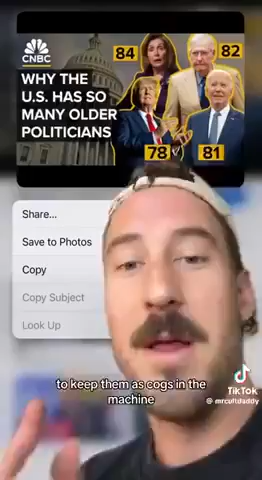 84
82
CNBC
WHY THE
U.S. HAS SO
MANY OLDER
POLITICIANS
78
81
Share...
Save to Photos
Copy
Copy Subject
Look Up
to keep them as cogs in the
machine
TikTok
@ mrcultdaddy